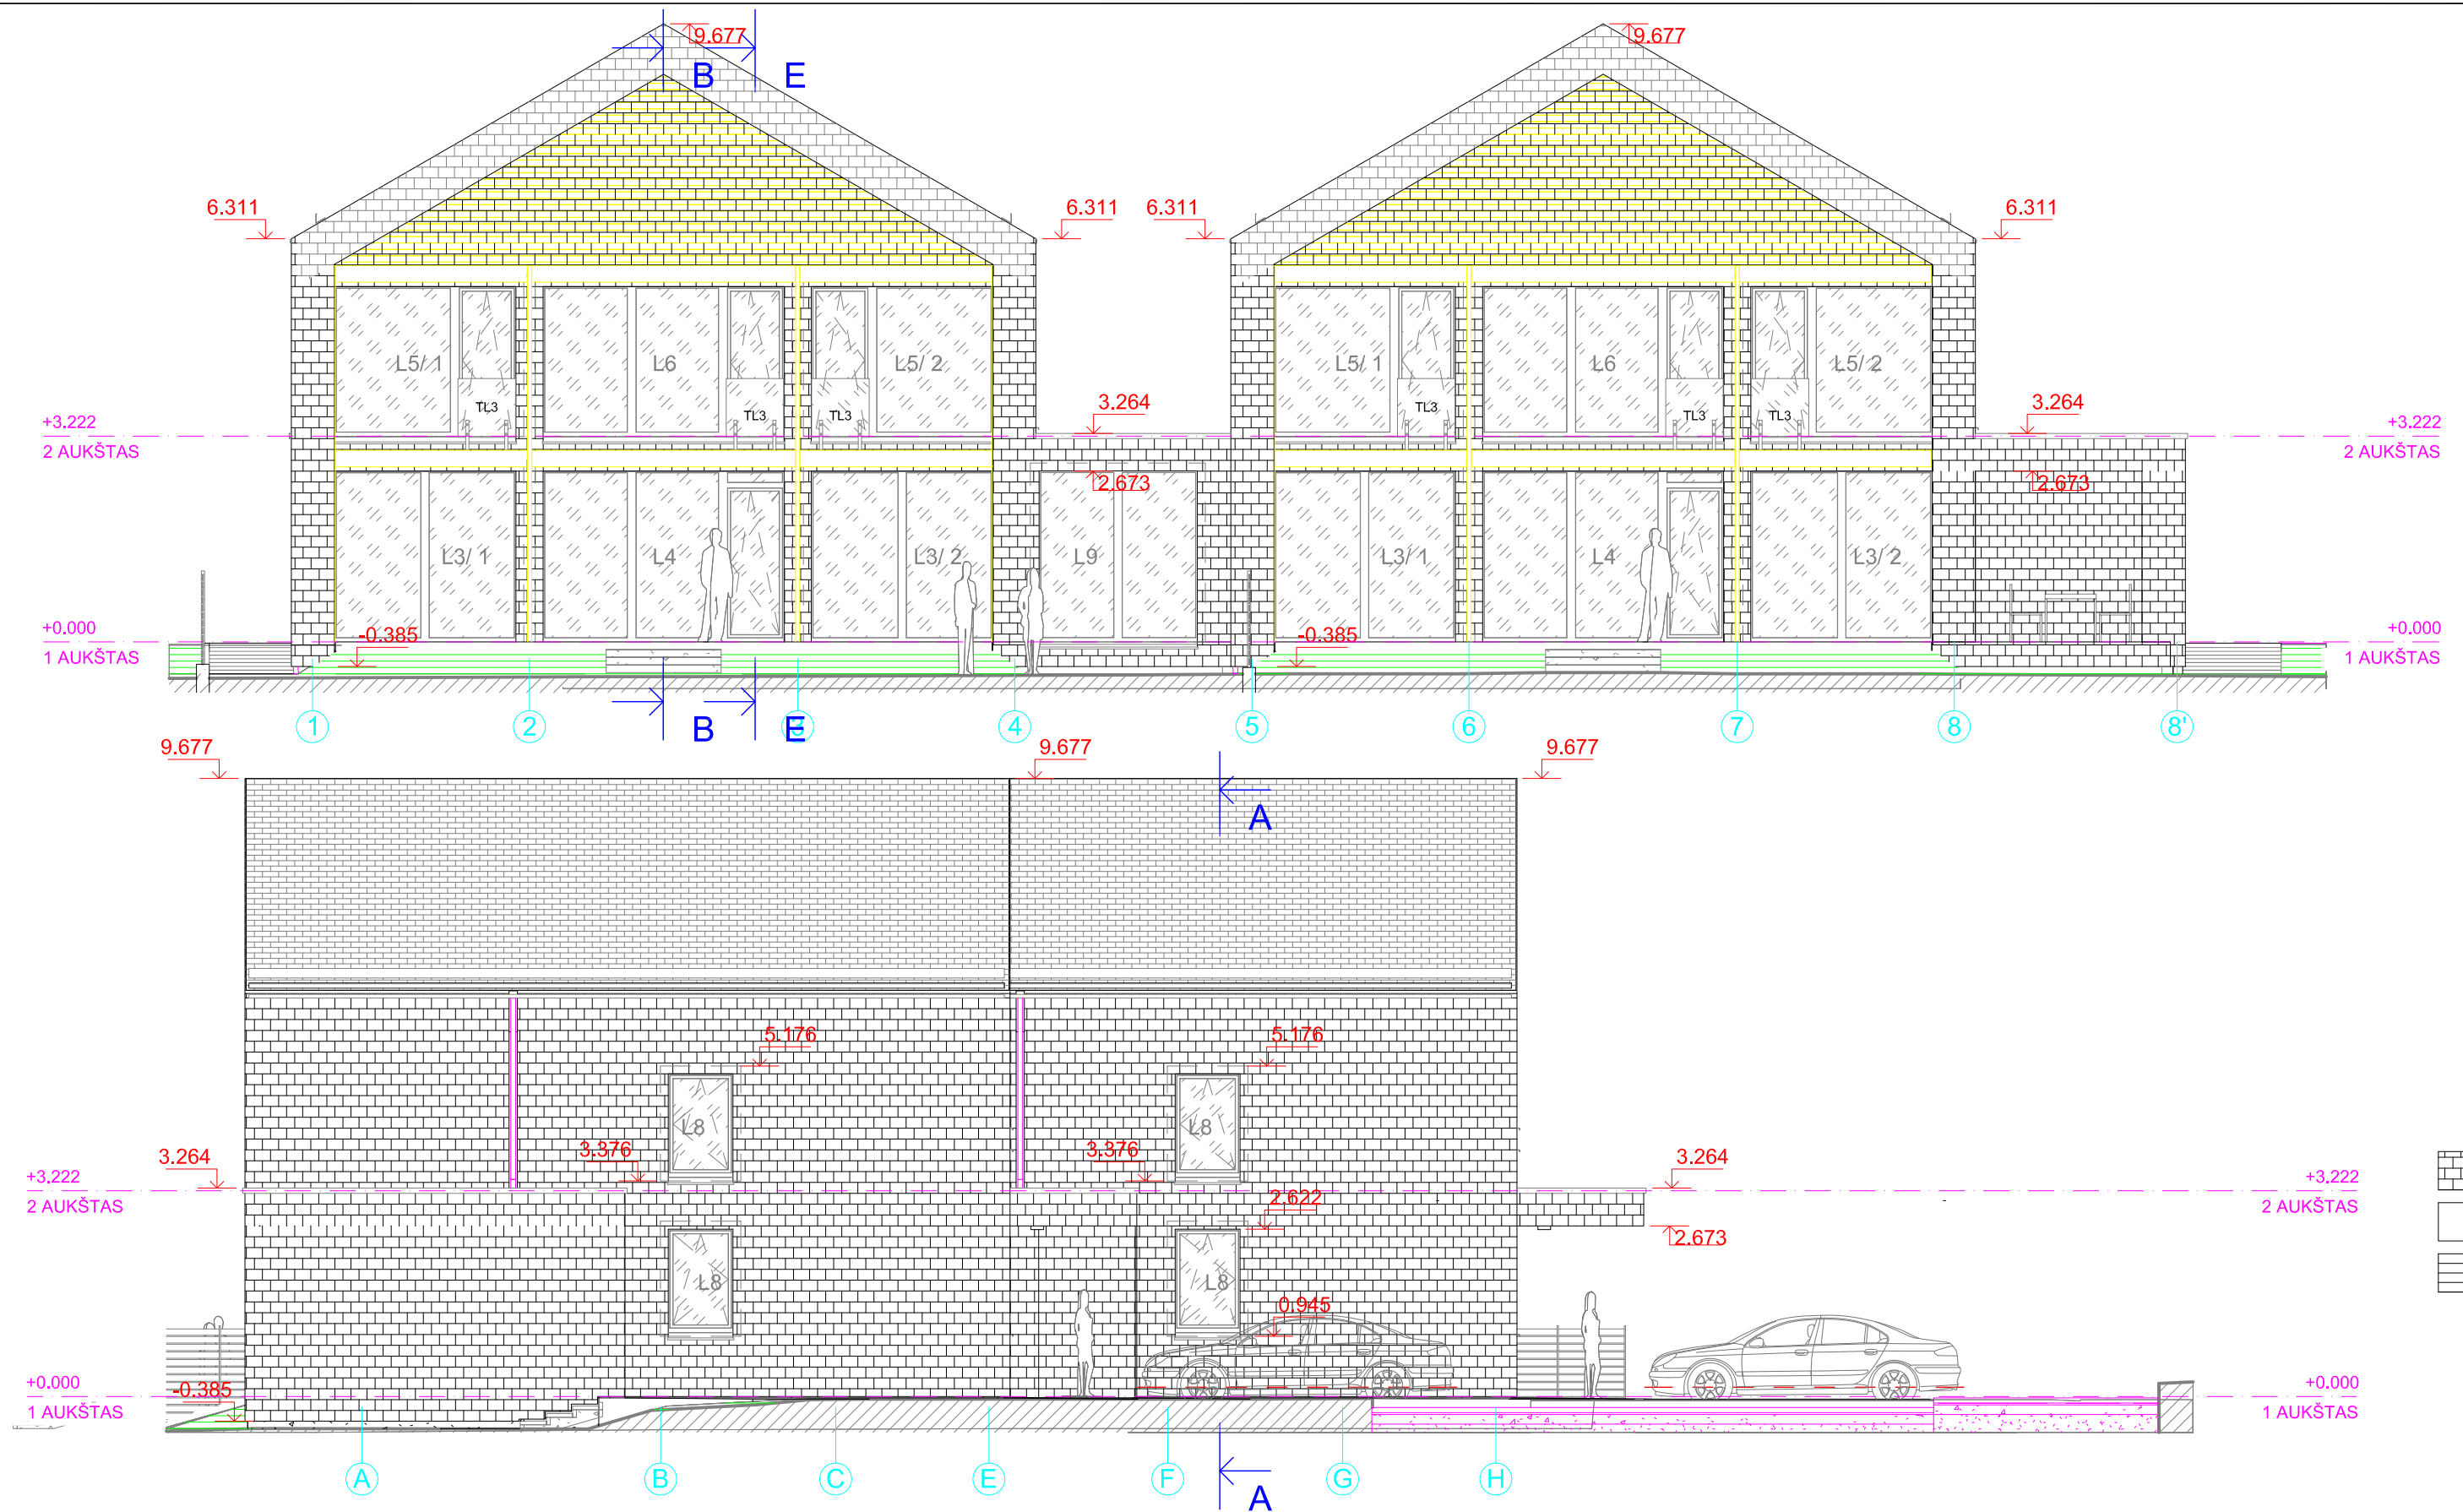 9.677
9.677
B E
6.311
6.311
6.311
6.311
L5/ 1
L6
L5/ 2
L5/ 1
L6
L5/ 2
TL3
TL3
TL3
TL3
TL3
TL3
3.264
3.264
+3.222
2 AUKŠTAS
+3.222
2 AUKŠTAS
2.673
2.673
L3/ 1
L4
L3/ 2
L9
L3/ 1
L4
L3/ 2
+0.000
1 AUKŠTAS
-0.385
-0.385
+0.000
1 AUKŠTAS
1
2
B E
3
4
5
6
7
8
8'
9.677
9.677
9.677
A
5.176
5.176
L8
L8
3.376
3.376
3.264
3.264
+3.222
2 AUKŠTAS
+3.222
2 AUKŠTAS
2.622
2.673
L8
L8
0.945
+0.000
1 AUKŠTAS
-0.385
+0.000
1 AUKŠTAS
A
B
C
E
F
G
H
A